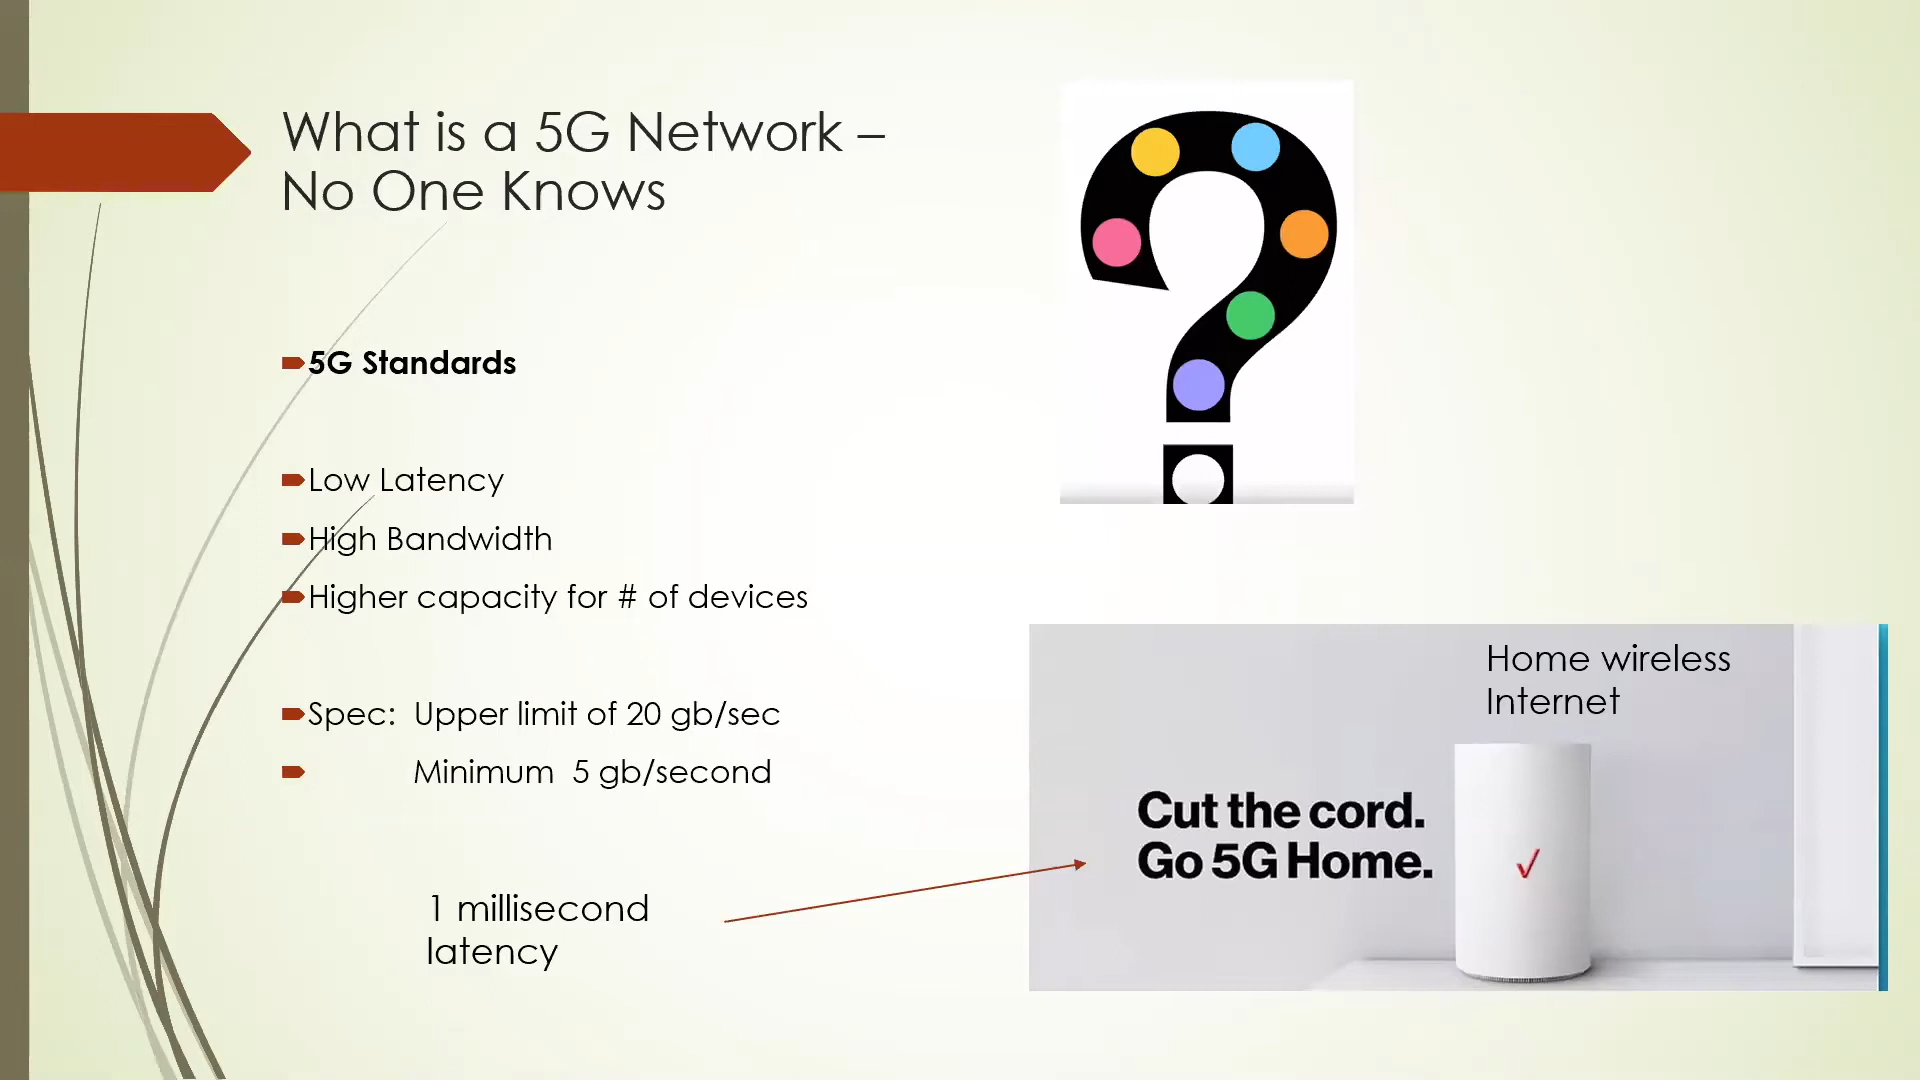 What is a 5G Network –
No One Knows
5G Standards
Low Latency
High Bandwidth
Higher capacity for # of devices
Spec: Upper limit of 20 gb/sec
Minimum 5 gb/second
1 millisecond
latency
Home wireless
Internet
Cut the cord.
Go 5G Home.